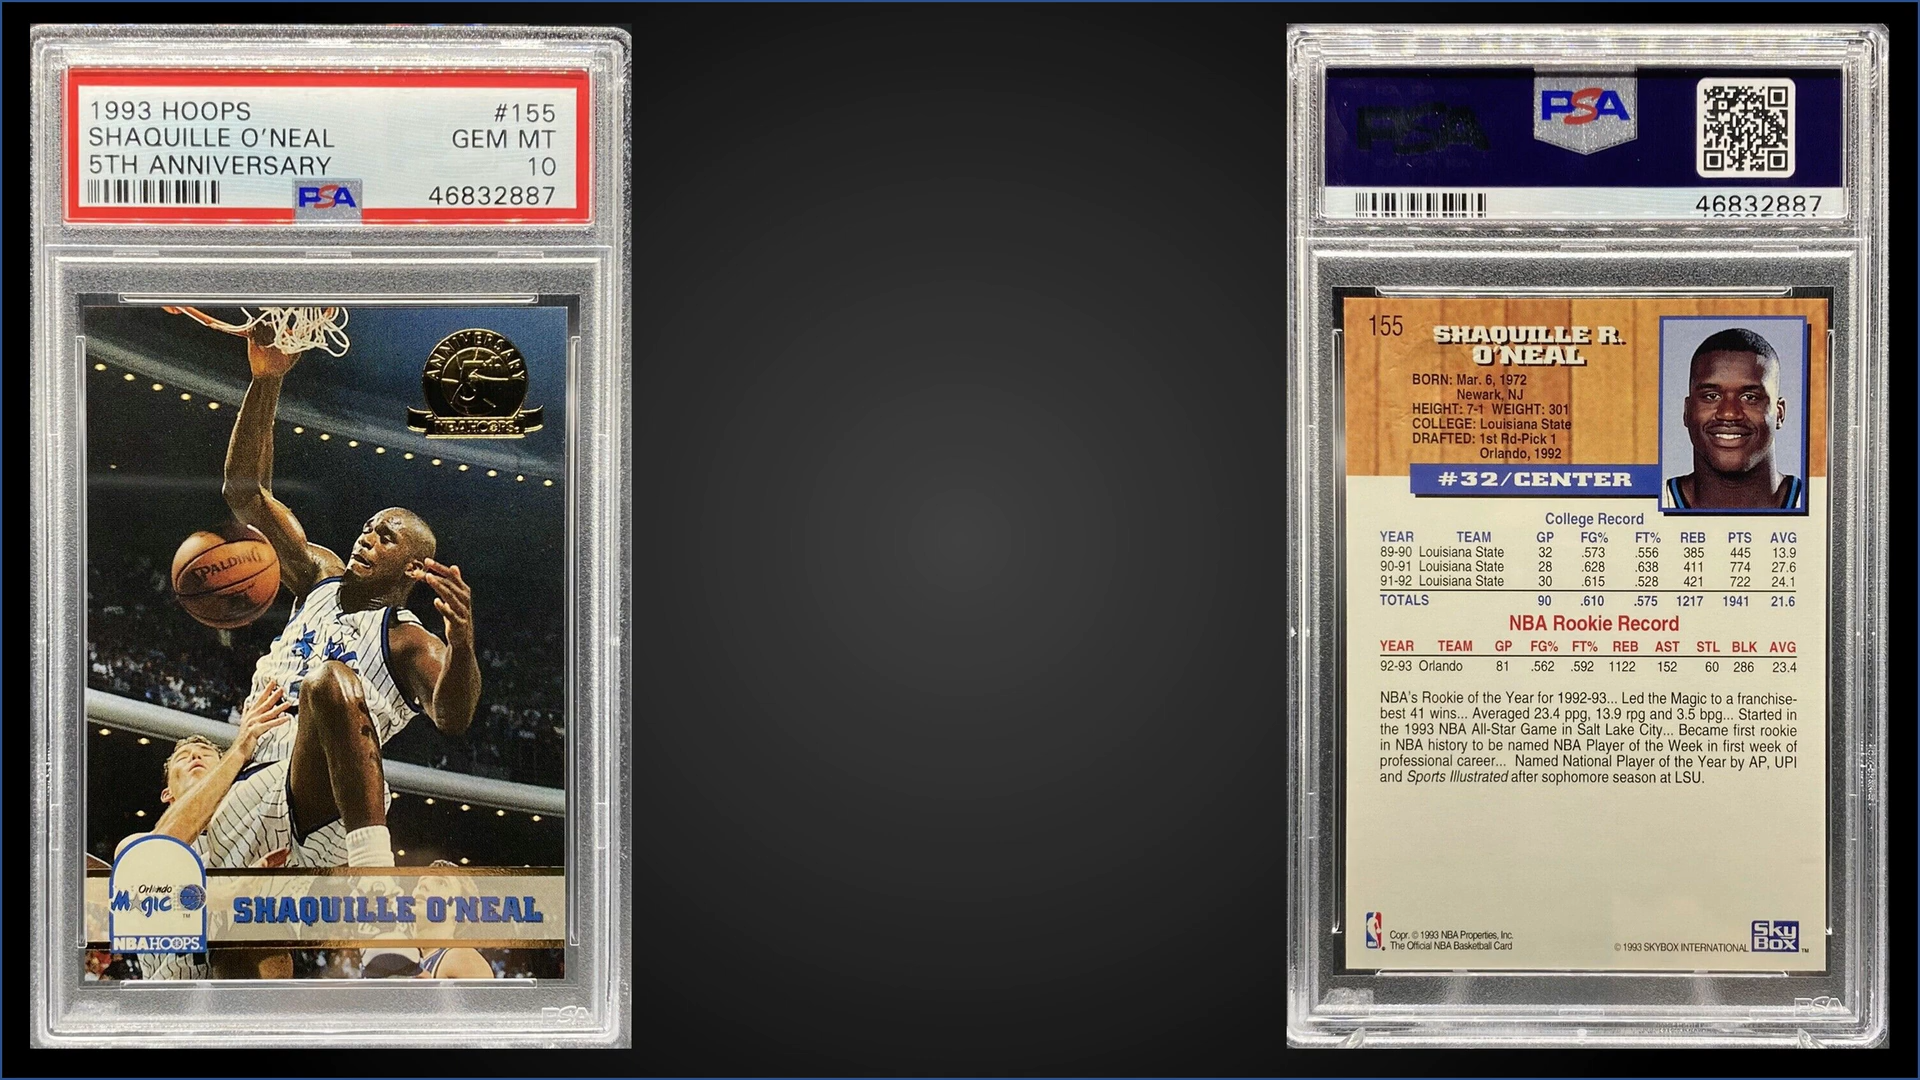 1993 HOOPS #155
SHAQUILLE O'NEAL GEM MT
5TH ANNIVERSARY 10
PSA 46832887
ANNIVERSARY
5
NBA HOOPS
SPALDING
Orlando
Magic
TM
NBA HOOPS
SHAQUILLE O'NEAL
PSA
PSA
PSA
46832887
155
SHAQUILLE R.
O'NEAL
BORN: Mar. 6, 1972
Newark, NJ
HEIGHT: 7-1 WEIGHT: 301
COLLEGE: Louisiana State
DRAFTED: 1st Rd-Pick 1
Orlando, 1992
#32/CENTER
College Record
YEAR TEAM GP FG% FT% REB PTS AVG
89-90 Louisiana State 32 .573 .556 385 445 13.9
90-91 Louisiana State 28 .628 .638 411 774 27.6
91-92 Louisiana State 30 .615 .528 421 722 24.1
TOTALS 90 .610 .575 1217 1941 21.6
NBA Rookie Record
YEAR TEAM GP FG% FT% REB AST STL BLK AVG
92-93 Orlando 81 .562 .592 1122 152 60 286 23.4
NBA's Rookie of the Year for 1992-93... Led the Magic to a franchise-
best 41 wins... Averaged 23.4 ppg, 13.9 rpg and 3.5 bpg... Started in
the 1993 NBA All-Star Game in Salt Lake City... Became first rookie
in NBA history to be named NBA Player of the Week in first week of
professional career... Named National Player of the Year by AP, UPI
and Sports Illustrated after sophomore season at LSU.
Copr. © 1993 NBA Properties, Inc.
The Official NBA Basketball Card
© 1993 SKYBOX INTERNATIONAL
Sky
Box
TM
PSA